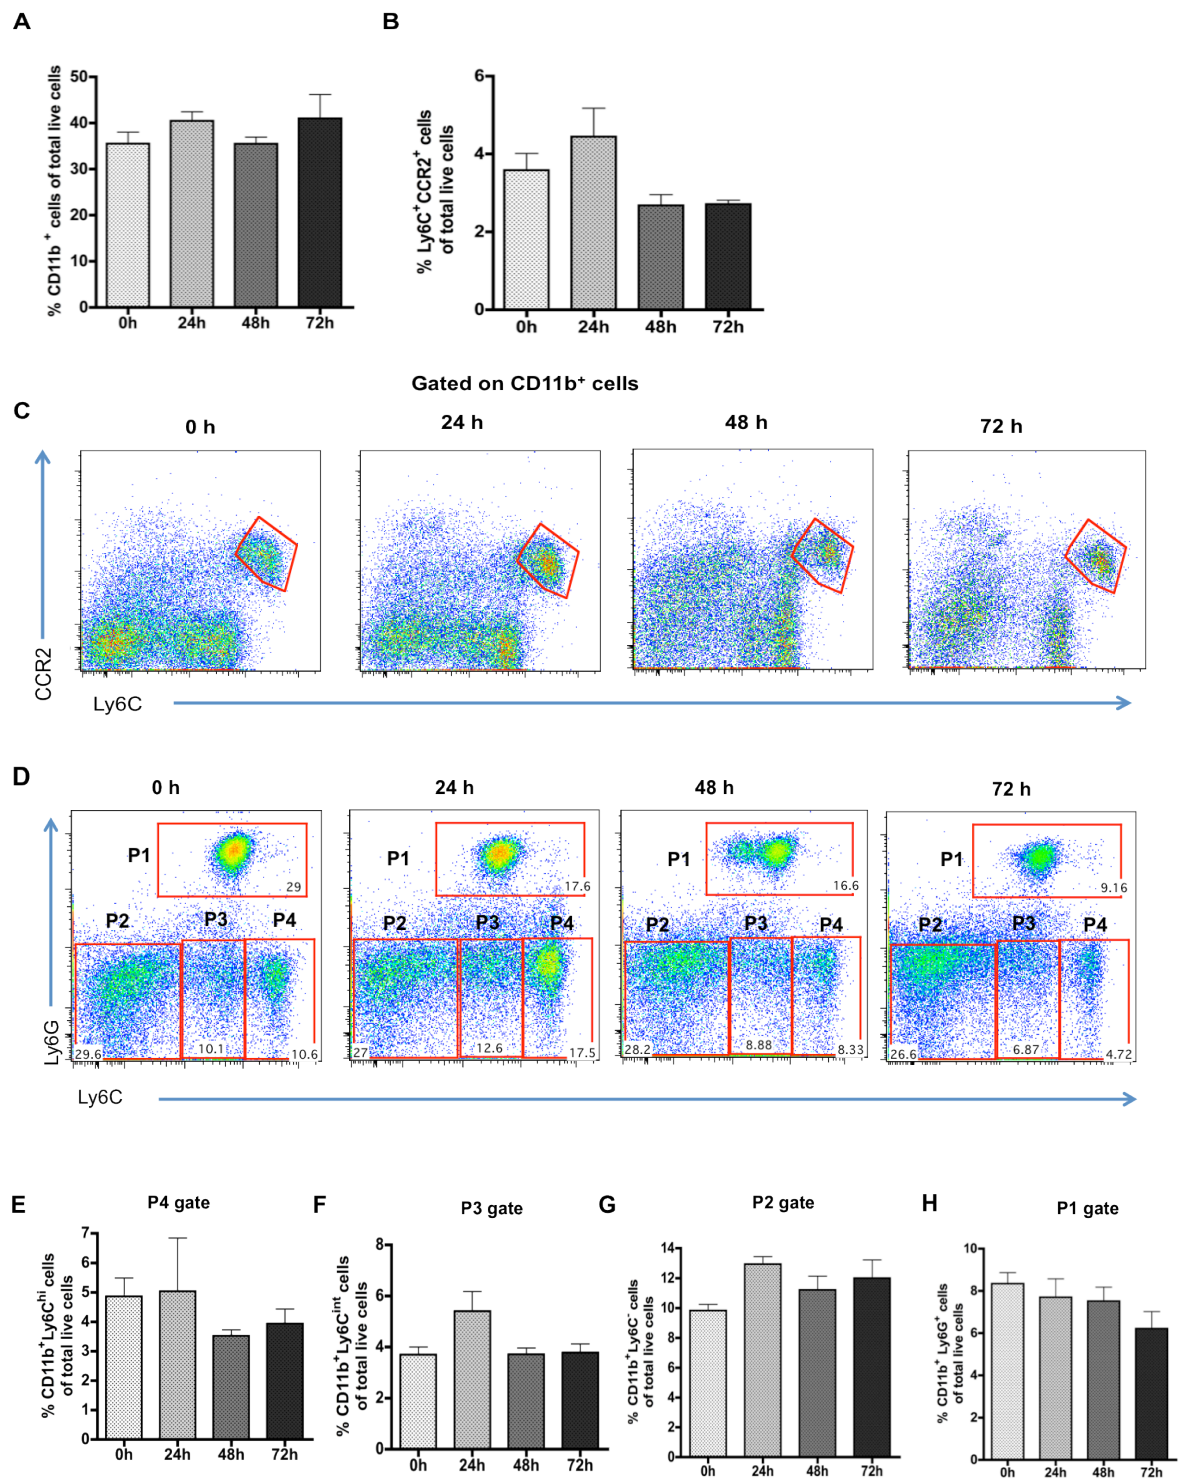 A
B
% CD11b + cells of total live cells
50
40
30
20
10
0
0h 24h 48h 72h
% Ly6C+CCR2+ cells
of total live cells
6
4
2
0
0h 24h 48h 72h
Gated on CD11b+ cells
C
0 h 24 h 48 h 72 h
CCR2
Ly6C
D
0 h 24 h 48 h 72 h
P1
29
P2 P3 P4
29.6 10.1 10.6
P1
17.6
P2 P3 P4
27 12.6 17.5
P1
16.6
P2 P3 P4
28.2 8.88 8.33
P1
9.16
P2 P3 P4
26.6 6.87 4.72
Ly6G
Ly6C
E
P4 gate
% CD11b+Ly6Chi cells
of total live cells
7
6
5
4
3
2
1
0
0h 24h 48h 72h
F
P3 gate
% CD11b+Ly6Cint cells
of total live cells
8
6
4
2
0
0h 24h 48h 72h
G
P2 gate
% CD11b+Ly6C- cells
of total live cells
14
12
10
8
6
4
2
0
0h 24h 48h 72h
H
P1 gate
% CD11b+ Ly6G+ cells
of total live cells
10
8
6
4
2
0
0h 24h 48h 72h